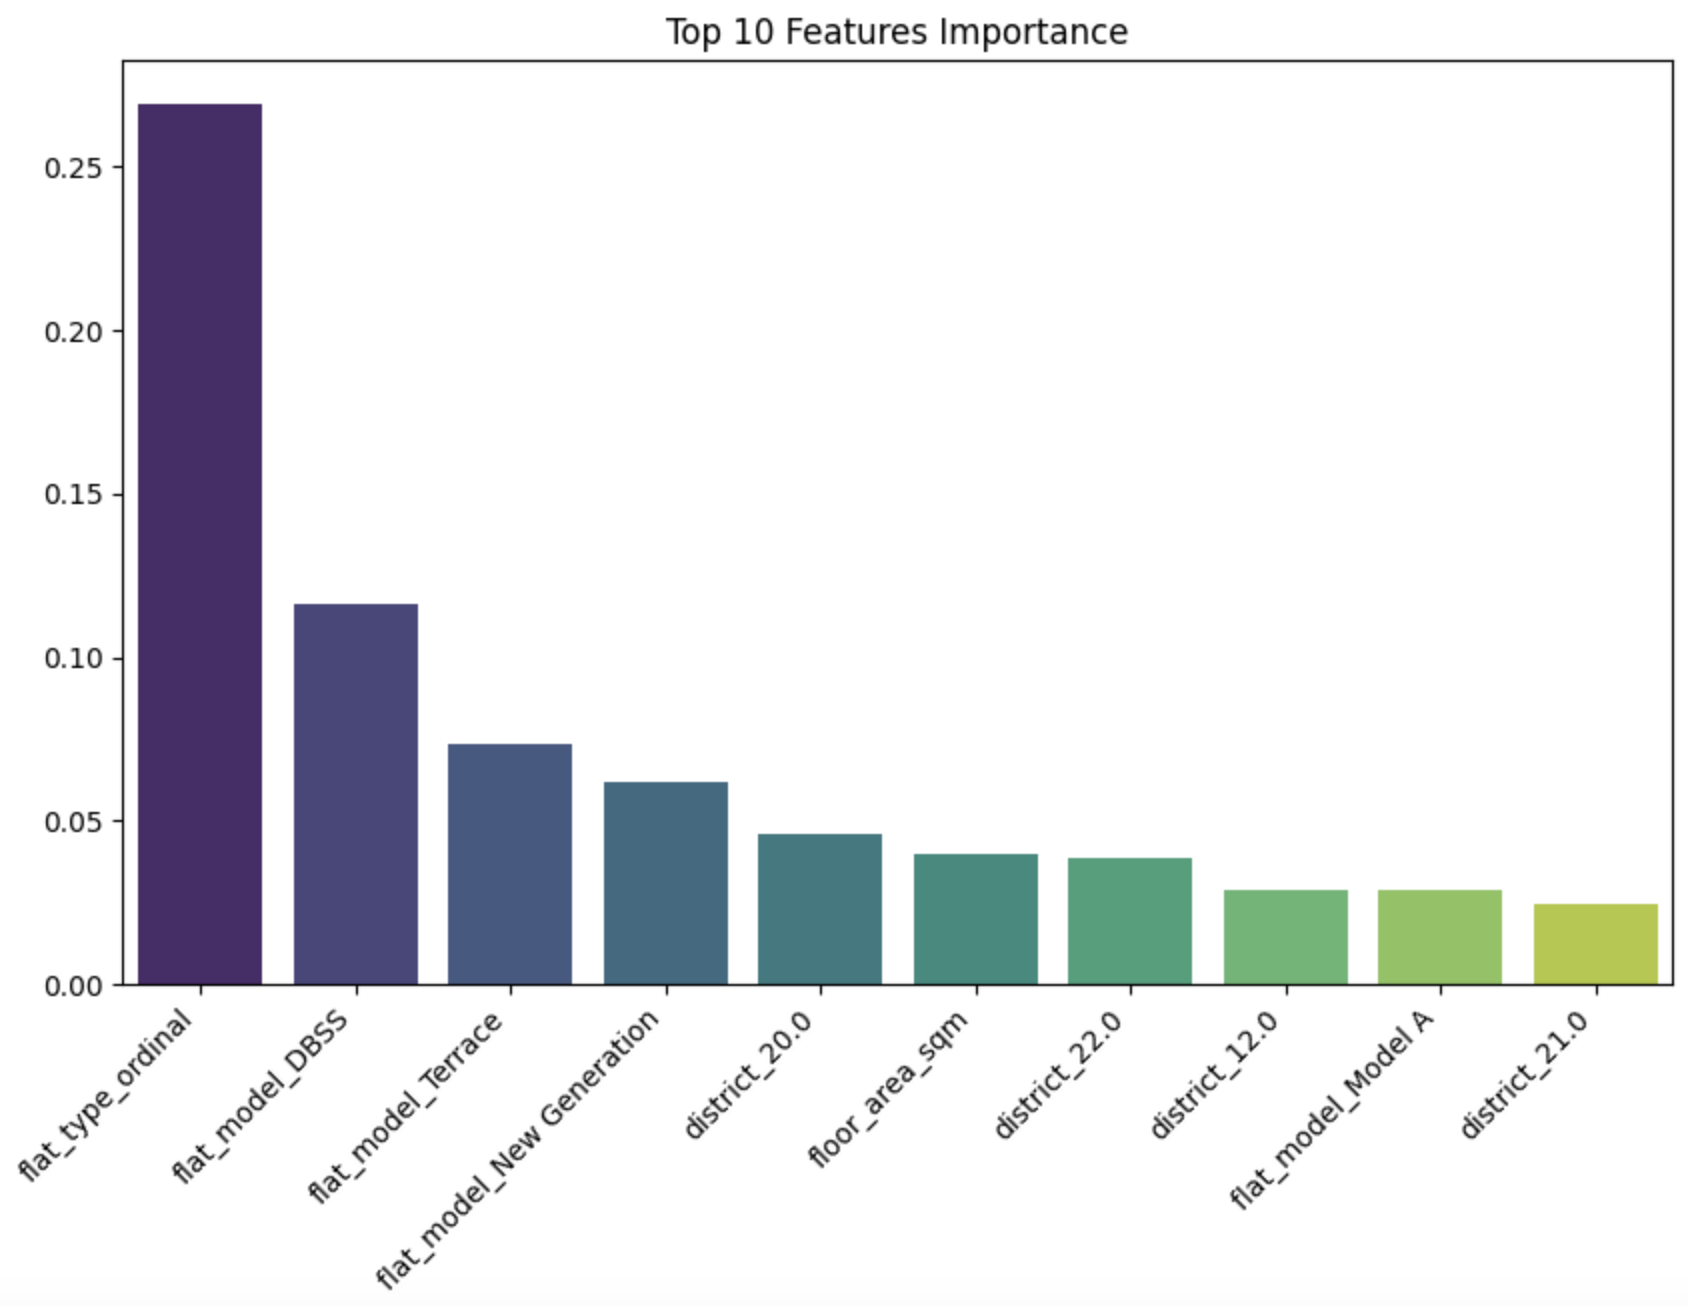 Top 10 Features Importance
0.25
0.20
0.15
0.10
0.05
0.00
flat_type_ordinal
flat_model_DBSS
flat_model_Terrace
flat_model_New Generation
district_20.0
floor_area_sqm
district_22.0
district_12.0
flat_model_Model A
district_21.0